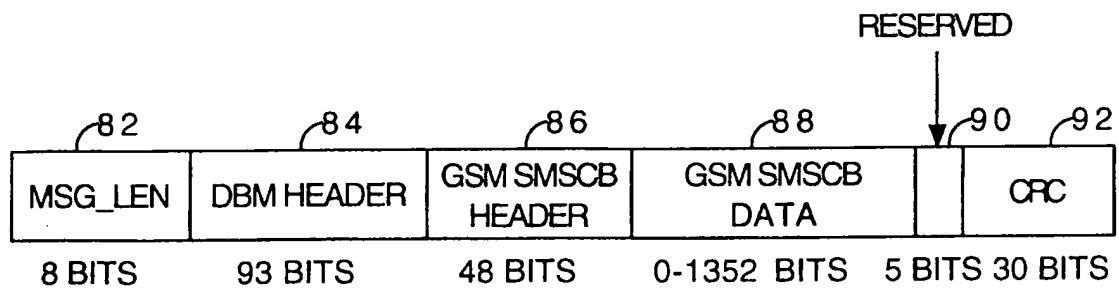 RESERVED
82 84 86 88 90 92
MSG_LEN DBM HEADER GSM SMSCB HEADER GSM SMSCB DATA CRC
8 BITS 93 BITS 48 BITS 0-1352 BITS 5 BITS 30 BITS